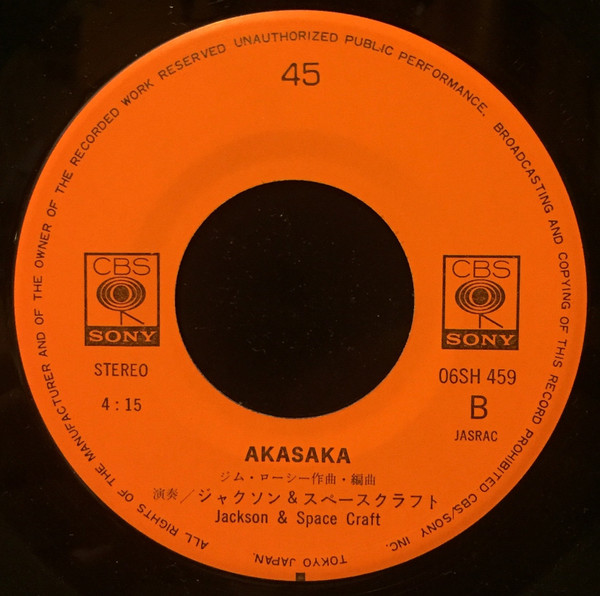 ALL RIGHTS OF THE MANUFACTURER AND OF THE OWNER OF THE RECORDED WORK RESERVED UNAUTHORIZED PUBLIC PERFORMANCE. BROADCASTING AND COPYING OF THIS RECORD PROHIBITED CBS/SONY INC. TOKYO JAPAN.
45
CBS
SONY
STEREO
4:15
CBS
SONY
06SH 459
B
JASRAC
AKASAKA
ジム・ローシー作曲・編曲
演奏/ジャクソン&スペースクラフト
Jackson & Space Craft